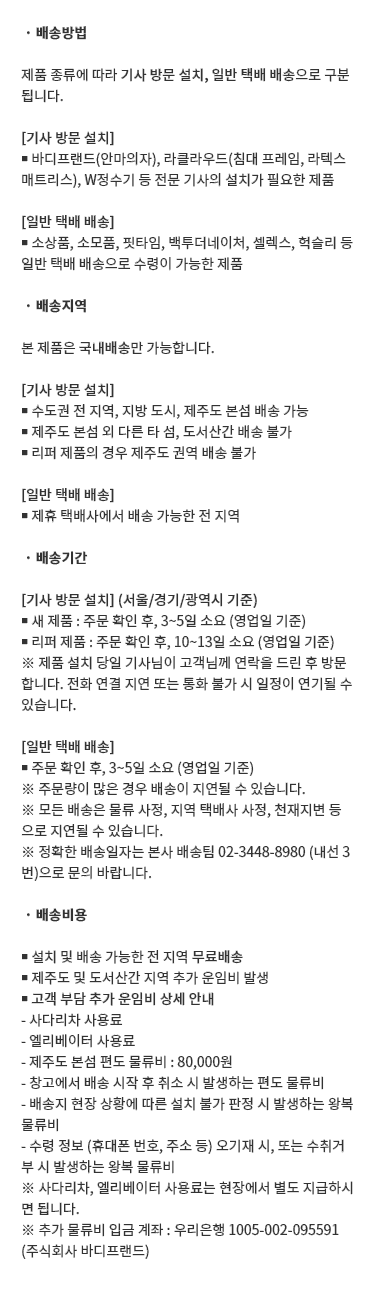 · 배송방법
제품 종류에 따라 기사 방문 설치, 일반 택배 배송으로 구분
됩니다.
[기사 방문 설치]
▪ 바디프랜드(안마의자), 라클라우드(침대 프레임, 라텍스
매트리스), W정수기 등 전문 기사의 설치가 필요한 제품
[일반 택배 배송]
▪ 소상품, 소모품, 핏타임, 백투더네이처, 셀렉스, 헉슬리 등
일반 택배 배송으로 수령이 가능한 제품
· 배송지역
본 제품은 국내배송만 가능합니다.
[기사 방문 설치]
▪ 수도권 전 지역, 지방 도시, 제주도 본섬 배송 가능
▪ 제주도 본섬 외 다른 타 섬, 도서산간 배송 불가
▪ 리퍼 제품의 경우 제주도 권역 배송 불가
[일반 택배 배송]
▪ 제휴 택배사에서 배송 가능한 전 지역
· 배송기간
[기사 방문 설치] (서울/경기/광역시 기준)
▪ 새 제품 : 주문 확인 후, 3~5일 소요 (영업일 기준)
▪ 리퍼 제품 : 주문 확인 후, 10~13일 소요 (영업일 기준)
※ 제품 설치 당일 기사님이 고객님께 연락을 드린 후 방문
합니다. 전화 연결 지연 또는 통화 불가 시 일정이 연기될 수
있습니다.
[일반 택배 배송]
▪ 주문 확인 후, 3~5일 소요 (영업일 기준)
※ 주문량이 많은 경우 배송이 지연될 수 있습니다.
※ 모든 배송은 물류 사정, 지역 택배사 사정, 천재지변 등
으로 지연될 수 있습니다.
※ 정확한 배송일자는 본사 배송팀 02-3448-8980 (내선 3
번)으로 문의 바랍니다.
· 배송비용
▪ 설치 및 배송 가능한 전 지역 무료배송
▪ 제주도 및 도서산간 지역 추가 운임비 발생
▪ 고객 부담 추가 운임비 상세 안내
- 사다리차 사용료
- 엘리베이터 사용료
- 제주도 본섬 편도 물류비 : 80,000원
- 창고에서 배송 시작 후 취소 시 발생하는 편도 물류비
- 배송지 현장 상황에 따른 설치 불가 판정 시 발생하는 왕복
물류비
- 수령 정보 (휴대폰 번호, 주소 등) 오기재 시, 또는 수취거
부 시 발생하는 왕복 물류비
※ 사다리차, 엘리베이터 사용료는 현장에서 별도 지급하시
면 됩니다.
※ 추가 물류비 입금 계좌 : 우리은행 1005-002-095591
(주식회사 바디프랜드)